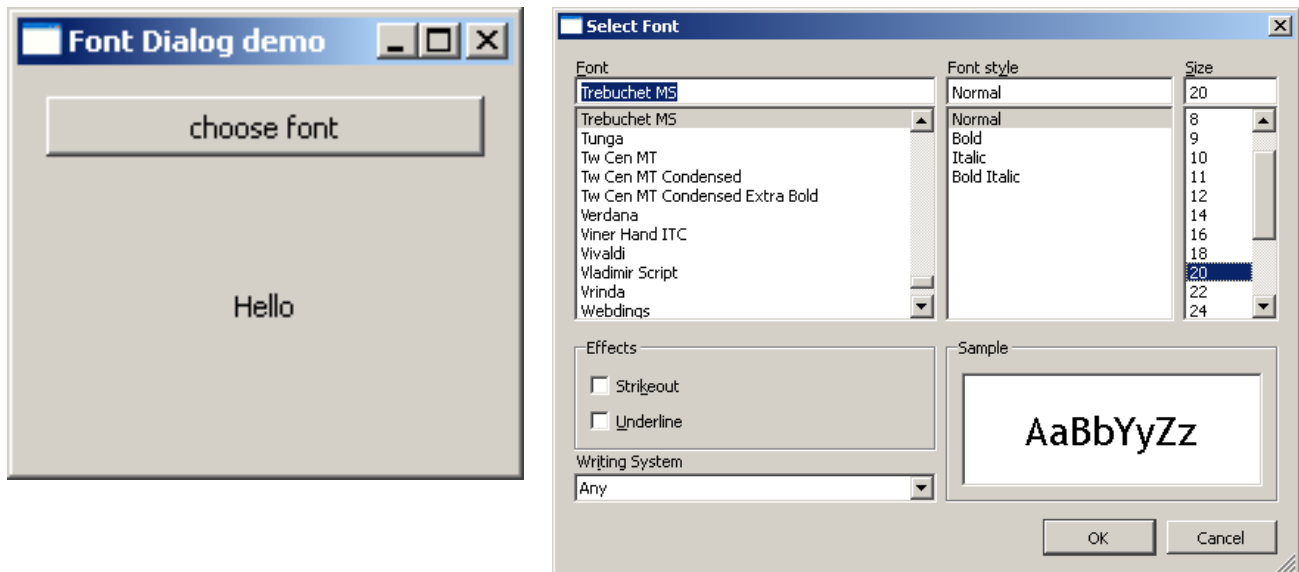 Font Dialog demo
choose font
Hello
Select Font
Font
Font style
Size
Trebuchet MS
Normal
20
Trebuchet MS
Tunga
Tw Cen MT
Tw Cen MT Condensed
Tw Cen MT Condensed Extra Bold
Verdana
Viner Hand ITC
Vivaldi
Vladimir Script
Vrinda
Webdings
Normal
Bold
Italic
Bold Italic
8
9
10
11
12
14
16
18
20
22
24
Effects
Strikeout
Underline
Sample
AaBbYyZz
Writing System
Any
OK
Cancel